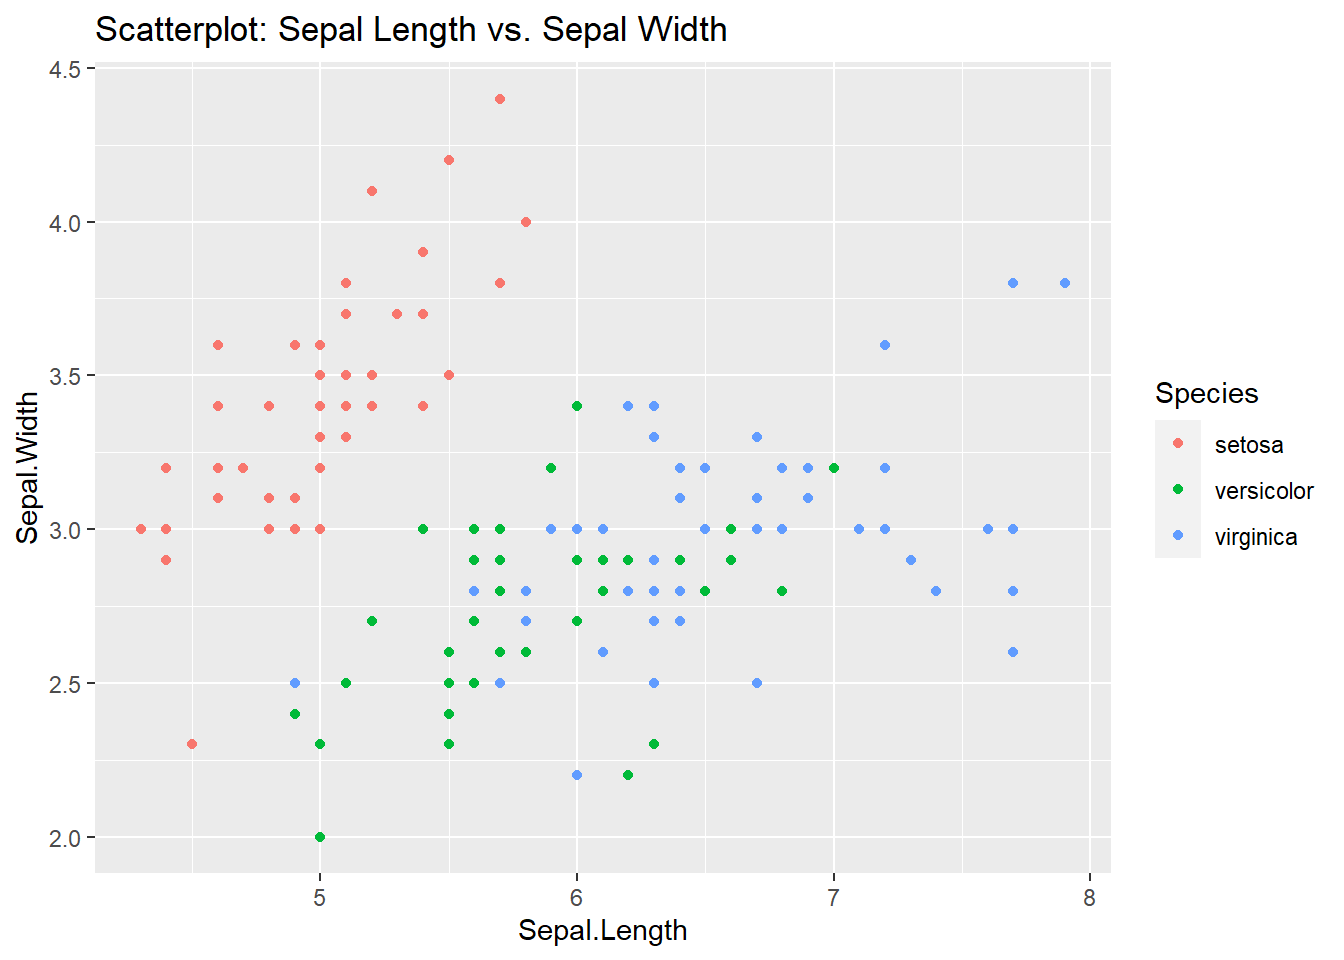 Scatterplot: Sepal Length vs. Sepal Width
4.5
4.0
3.5
3.0
2.5
2.0
Sepal.Width
5
6
7
8
Sepal.Length
Species
setosa
versicolor
virginica